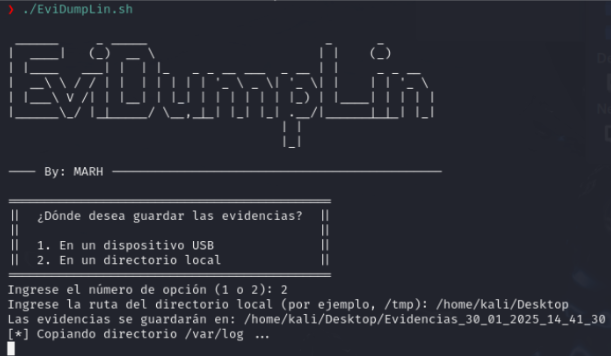 ❯ ./EviDumpLin.sh
EviDumpLin
By: MARH
¿Dónde desea guardar las evidencias?
1. En un dispositivo USB
2. En un directorio local
Ingrese el número de opción (1 o 2): 2
Ingrese la ruta del directorio local (por ejemplo, /tmp): /home/kali/Desktop
Las evidencias se guardarán en: /home/kali/Desktop/Evidencias_30_01_2025_14_41_30
[*] Copiando directorio /var/log ...